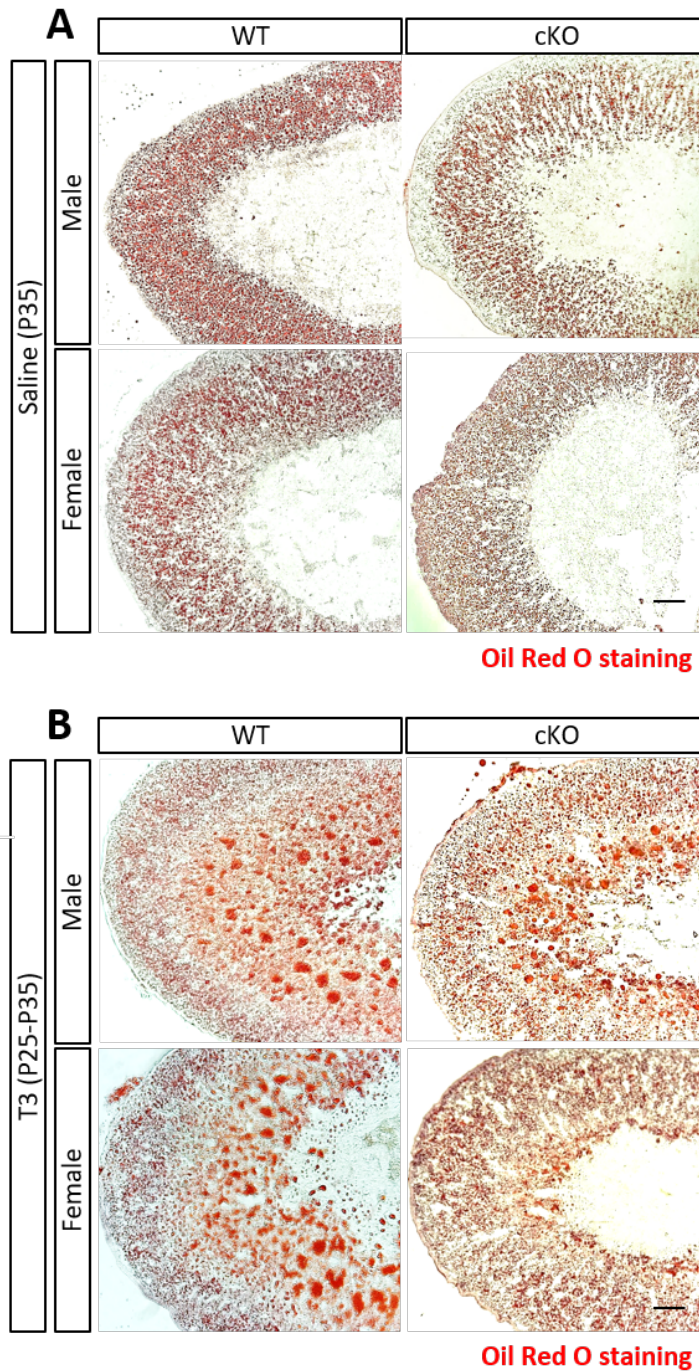 A
WT
cKO
Saline (P35)
Male
Female
Oil Red O staining
B
WT
cKO
T3 (P25-P35)
Male
Female
Oil Red O staining